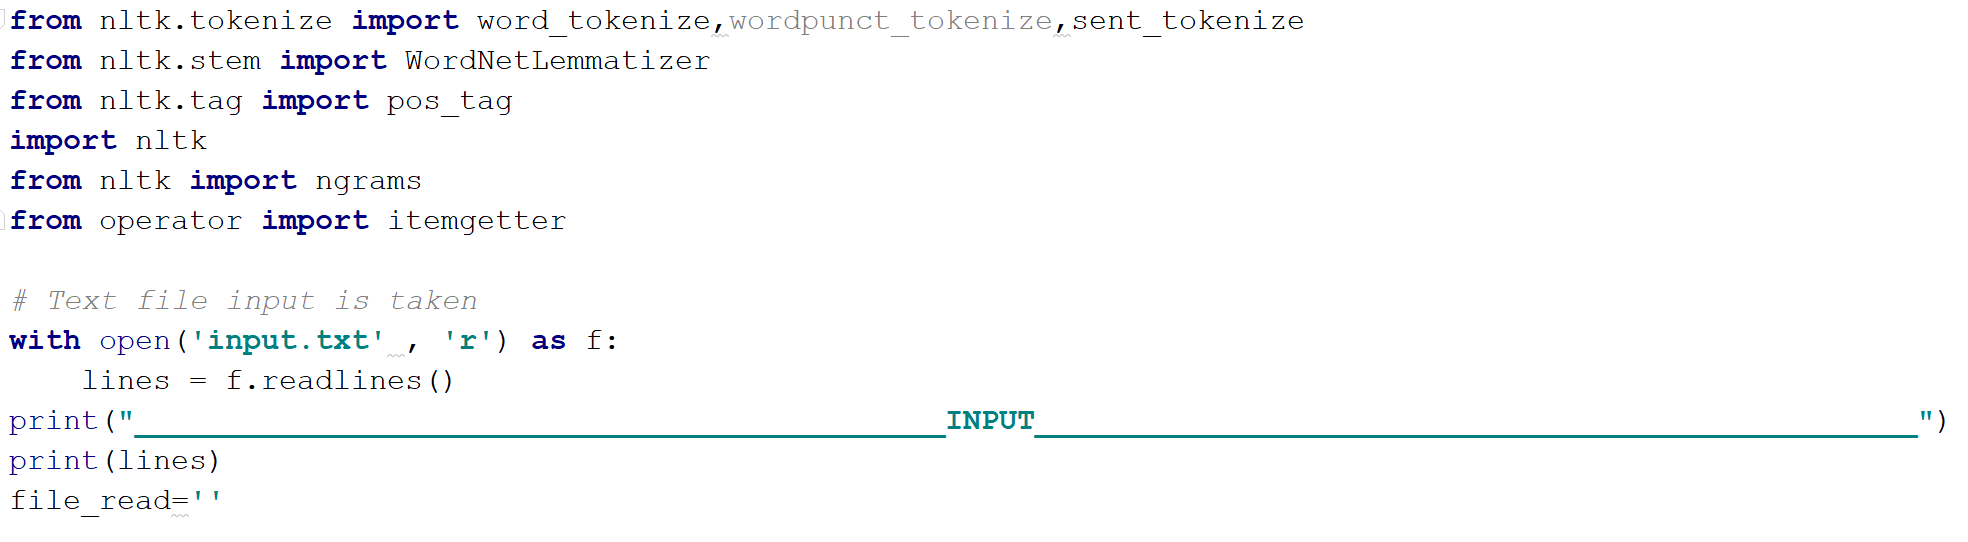 from nltk.tokenize import word_tokenize,wordpunct_tokenize,sent_tokenize
from nltk.stem import WordNetLemmatizer
from nltk.tag import pos_tag
import nltk
from nltk import ngrams
from operator import itemgetter

# Text file input is taken
with open('input.txt' , 'r') as f:
    lines = f.readlines()
print("_____________________________________________INPUT_________________________________________________")
print(lines)
file_read=''